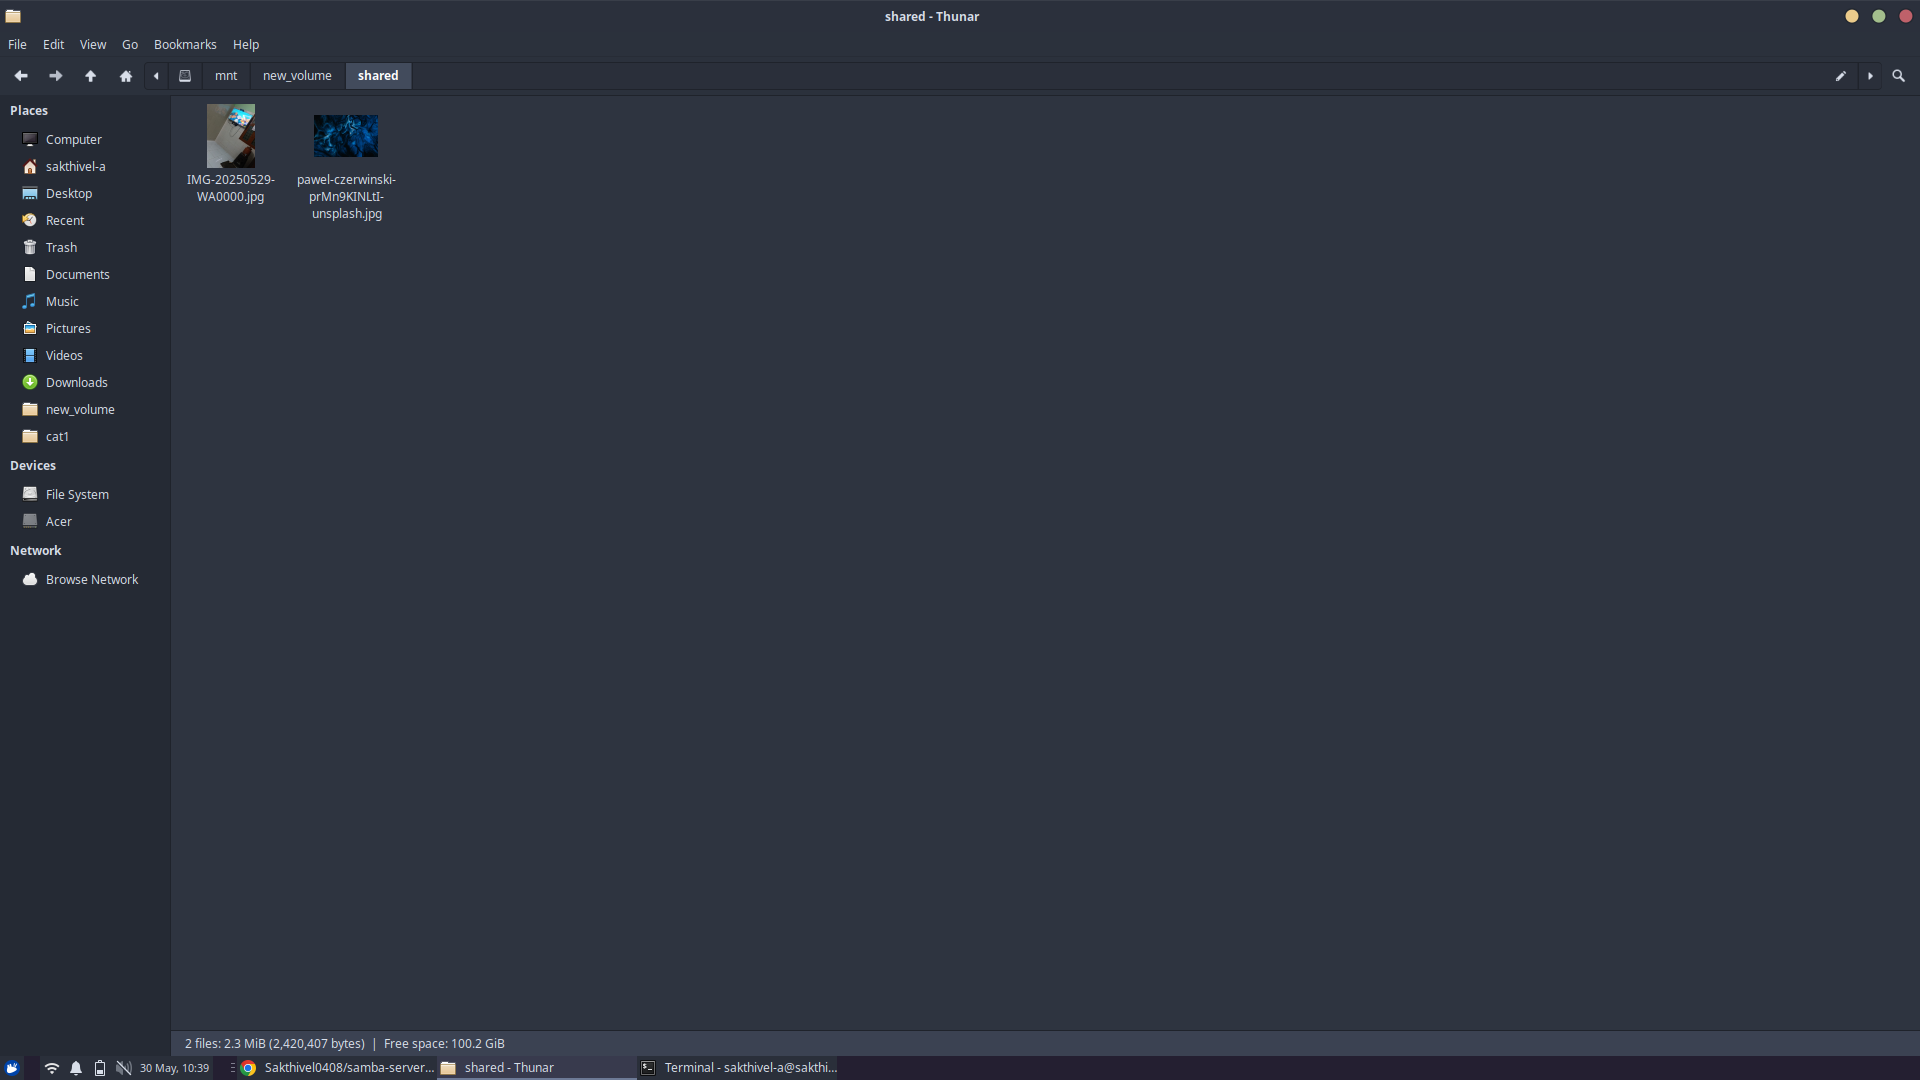 shared - Thunar
File Edit View Go Bookmarks Help
mnt new_volume shared
Places
Computer
sakthivel-a
Desktop
Recent
Trash
Documents
Music
Pictures
Videos
Downloads
new_volume
cat1
Devices
File System
Acer
Network
Browse Network
IMG-20250529-
WA0000.jpg
pawel-czerwinski-
prMn9KINLtI-
unsplash.jpg
2 files: 2.3 MiB (2,420,407 bytes) | Free space: 100.2 GiB
30 May, 10:39 Sakthivel0408/samba-server... shared - Thunar Terminal - sakthivel-a@sakthi...